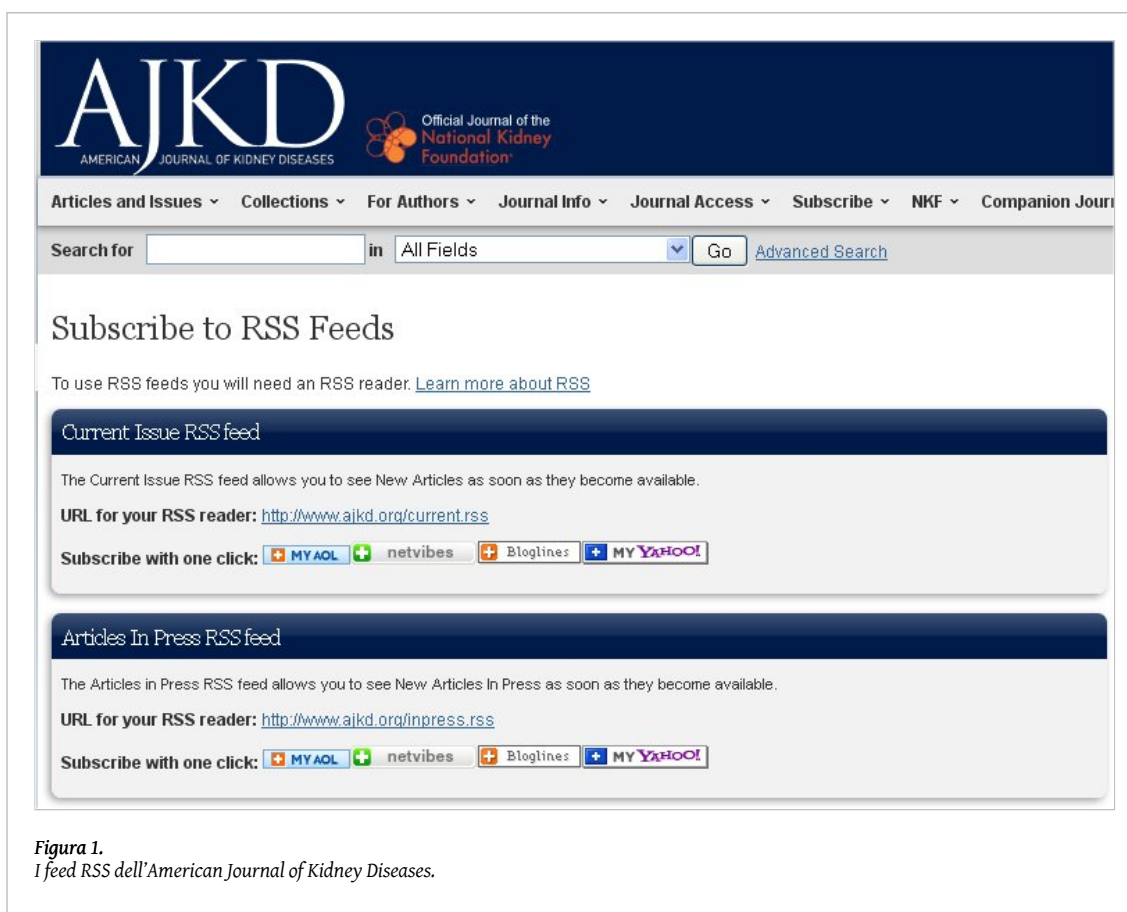 AJKD
AMERICAN JOURNAL OF KIDNEY DISEASES
Official Journal of the
National Kidney
Foundation
Articles and Issues Collections For Authors Journal Info Journal Access Subscribe NKF Companion Jour
Search for in All Fields Go Advanced Search
Subscribe to RSS Feeds
To use RSS feeds you will need an RSS reader. Learn more about RSS
Current Issue RSS feed
The Current Issue RSS feed allows you to see New Articles as soon as they become available.
URL for your RSS reader: http://www.ajkd.org/current.rss
Subscribe with one click: MY AOL netvibes Bloglines MY YAHOO!
Articles In Press RSS feed
The Articles in Press RSS feed allows you to see New Articles In Press as soon as they become available.
URL for your RSS reader: http://www.ajkd.org/inpress.rss
Subscribe with one click: MY AOL netvibes Bloglines MY YAHOO!
Figura 1.
I feed RSS dell’American Journal of Kidney Diseases.